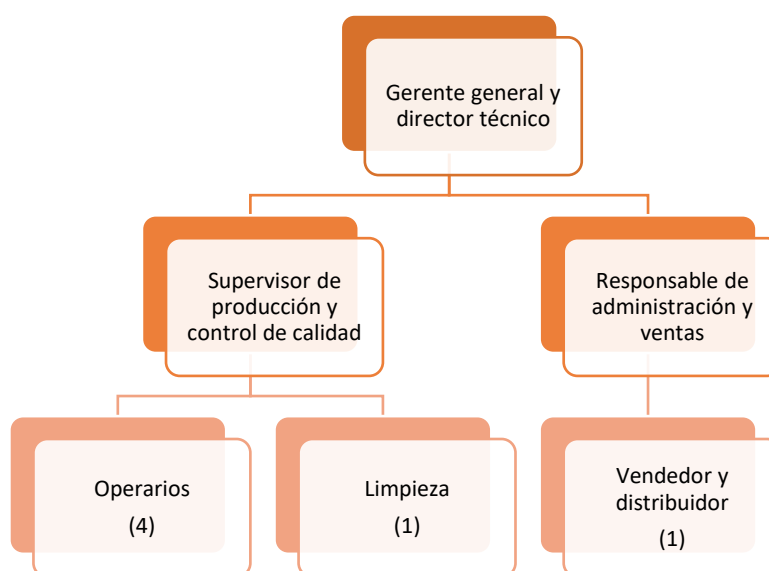 Gerente general y
director técnico
Supervisor de
producción y
control de calidad
Responsable de
administración y
ventas
Operarios
(4)
Limpieza
(1)
Vendedor y
distribuidor
(1)